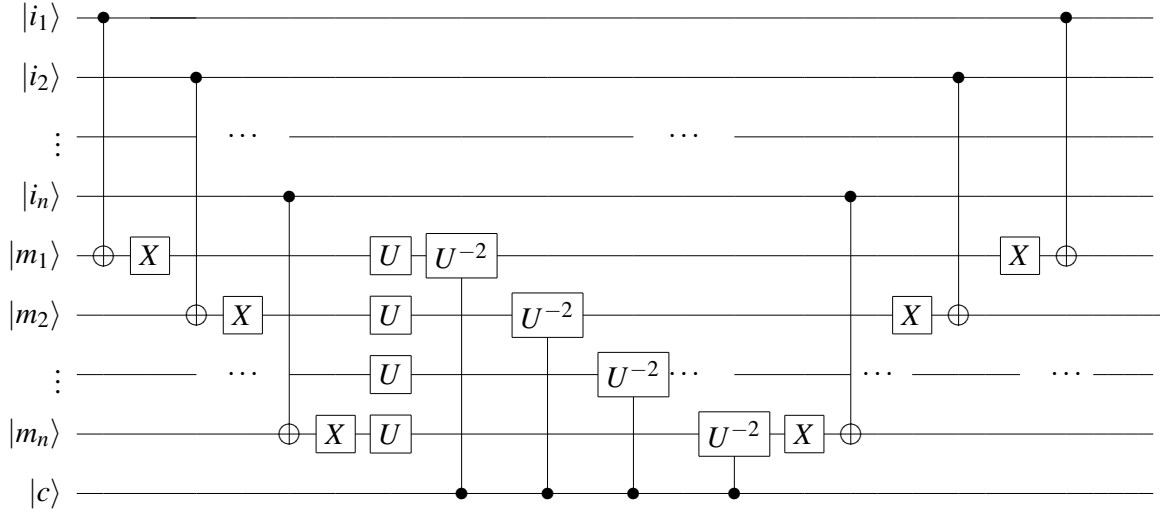 |i₁⟩
|i₂⟩
⋮ ⋯ ⋯
|iₙ⟩
|m₁⟩ X U U⁻² X
|m₂⟩ X U U⁻² X
⋮ ⋯ U U⁻² ⋯ ⋯ ⋯
|mₙ⟩ X U U⁻² X
|c⟩